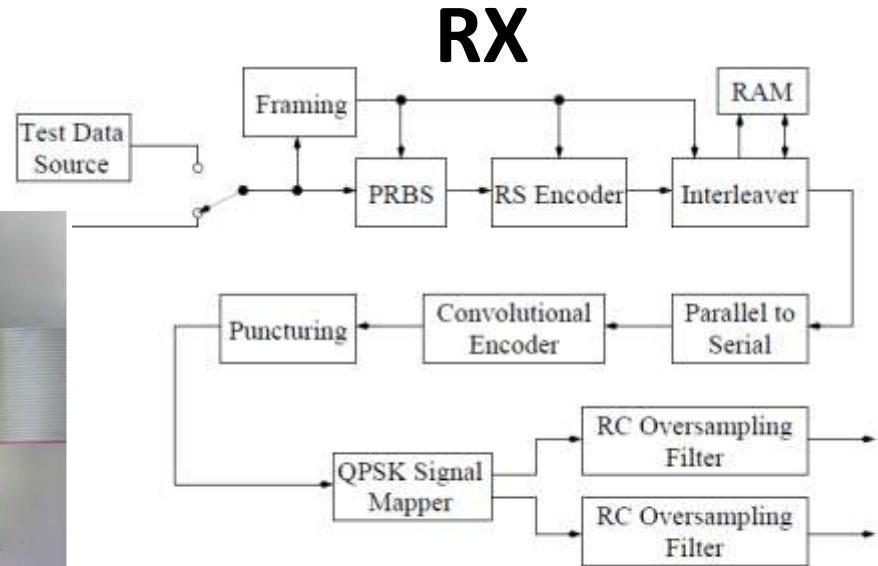 RX
Framing
RAM
Test Data
Source
PRBS
RS Encoder
Interleaver
Puncturing
Convolutional
Encoder
Parallel to
Serial
QPSK Signal
Mapper
RC Oversampling
Filter
RC Oversampling
Filter